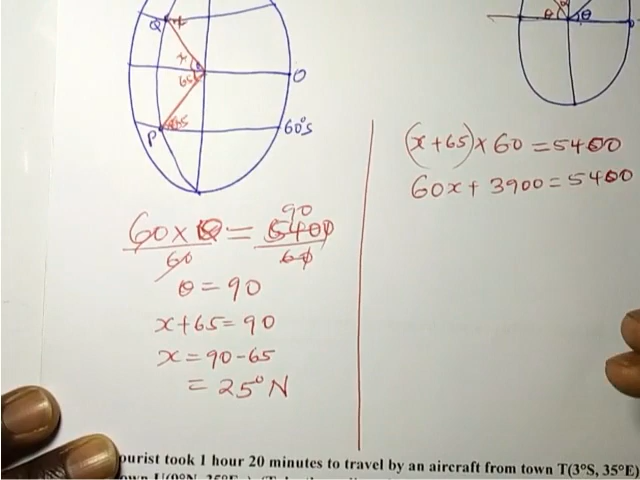 Q x
x
65
O
P 65
60°S
θ θ
(x+65)×60=5400
60x+3900=5400
90
60×θ = 5400
60 60
θ=90
x+65=90
x=90-65
=25°N
ourist took 1 hour 20 minutes to travel by an aircraft from town T(3°S, 35°E)